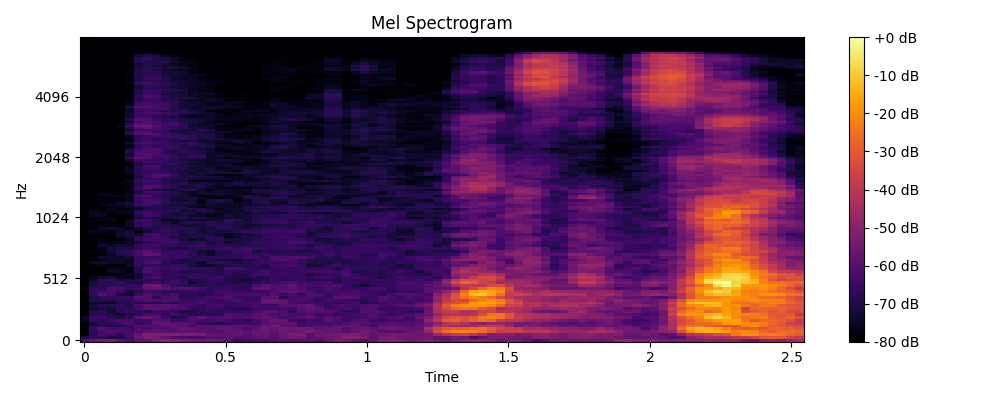 Mel Spectrogram
Hz
4096
2048
1024
512
0
0
0.5
1
1.5
2
2.5
Time
+0 dB
-10 dB
-20 dB
-30 dB
-40 dB
-50 dB
-60 dB
-70 dB
-80 dB